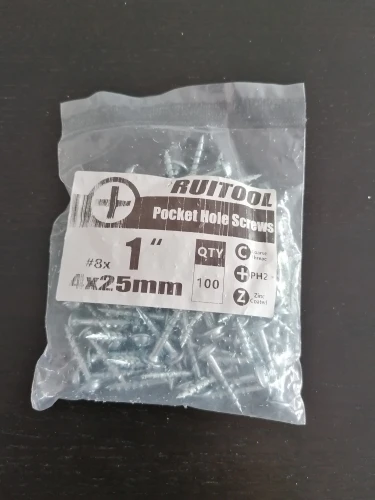 RUITOOL
Pocket Hole Screws
#8x
1"
4x25mm
QTY
100
C
+ PH2
Z Zinc
Coated